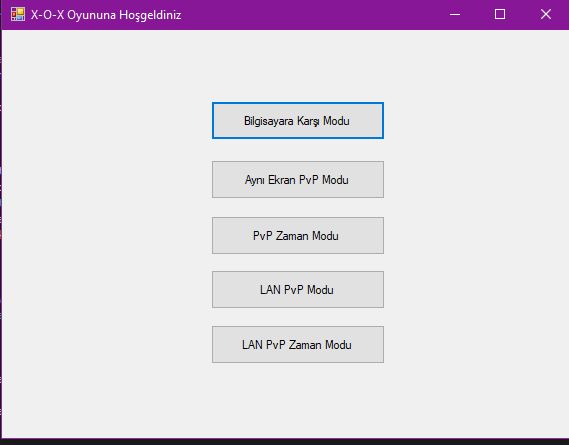 X-O-X Oyununa Hoşgeldiniz
Bilgisayara Karşı Modu
Aynı Ekran PvP Modu
PvP Zaman Modu
LAN PvP Modu
LAN PvP Zaman Modu